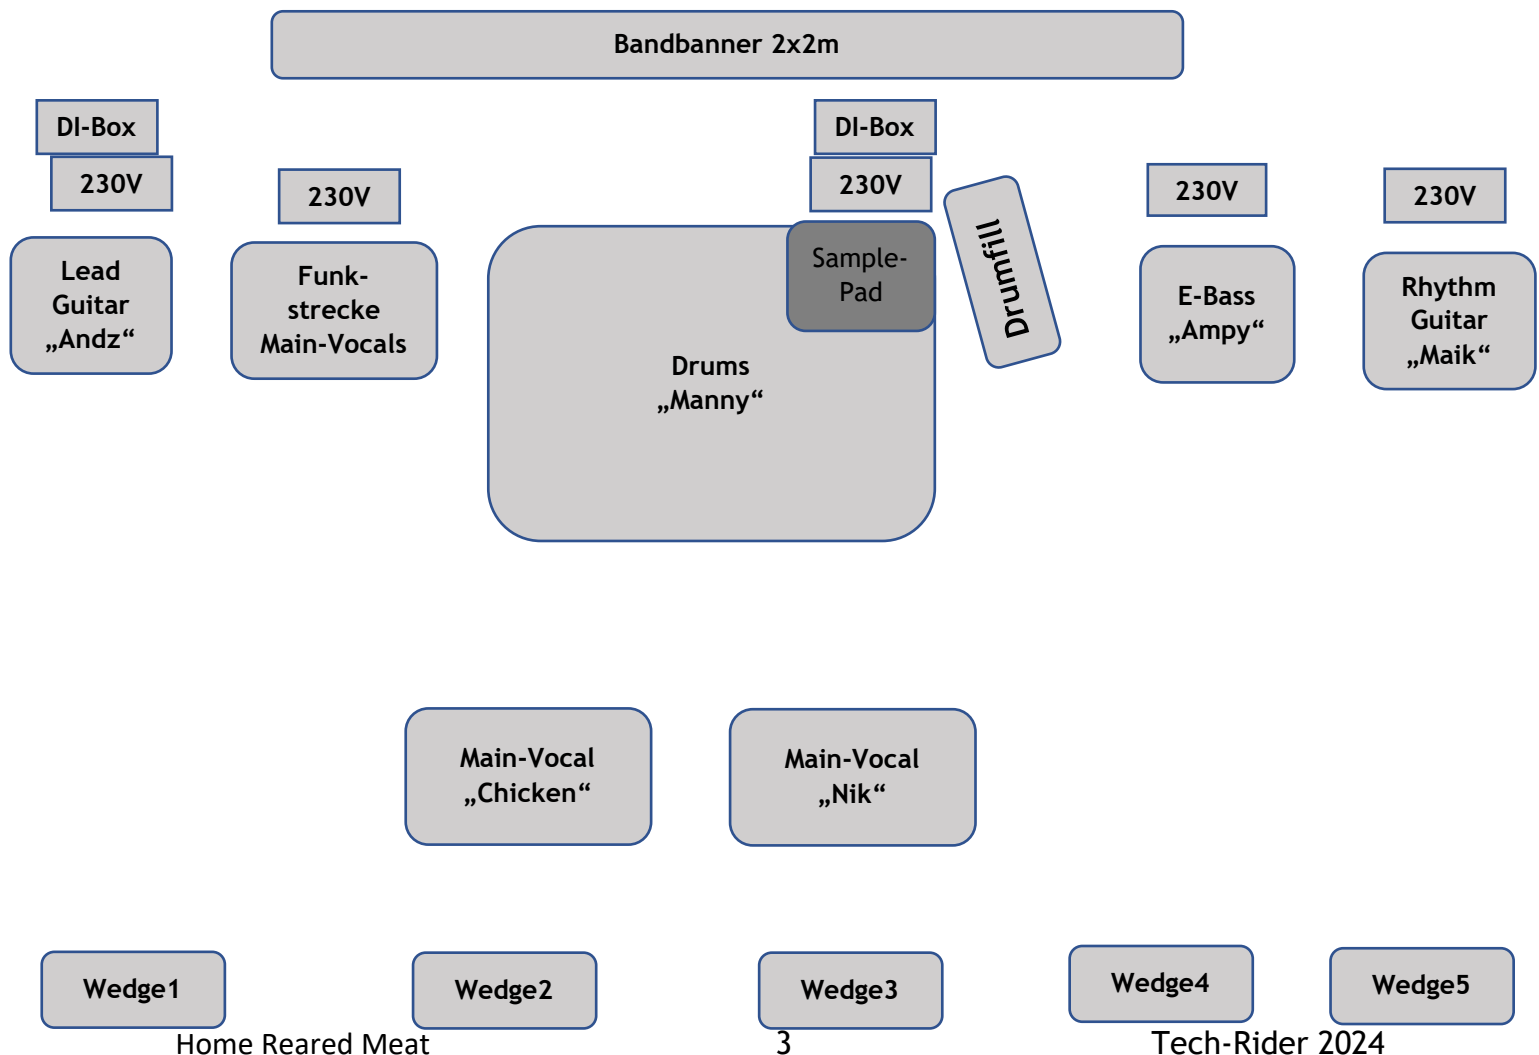 Bandbanner 2x2m
DI-Box
230V
230V
DI-Box
230V
230V
230V
Lead
Guitar
„Andz“
Funk-
strecke
Main-Vocals
Sample-
Pad
Drumfill
Drums
„Manny“
E-Bass
„Ampy“
Rhythm
Guitar
„Maik“
Main-Vocal
„Chicken“
Main-Vocal
„Nik“
Wedge1
Wedge2
Wedge3
Wedge4
Wedge5
Home Reared Meat
3
Tech-Rider 2024